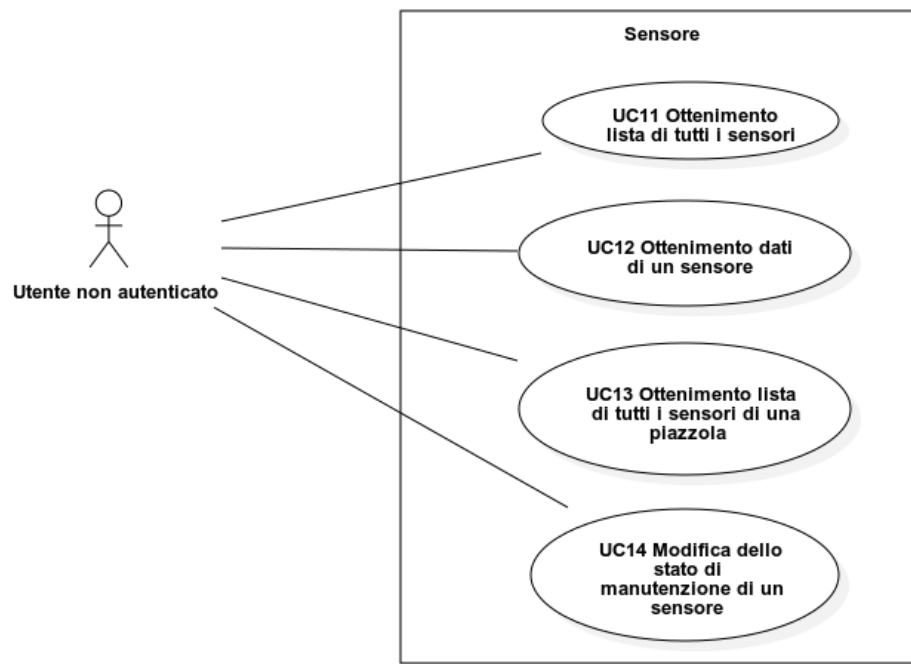 Sensore
UC11 Ottenimento
lista di tutti i sensori
UC12 Ottenimento dati
di un sensore
Utente non autenticato
UC13 Ottenimento lista
di tutti i sensori di una
piazzola
UC14 Modifica dello
stato di
manutenzione di un
sensore